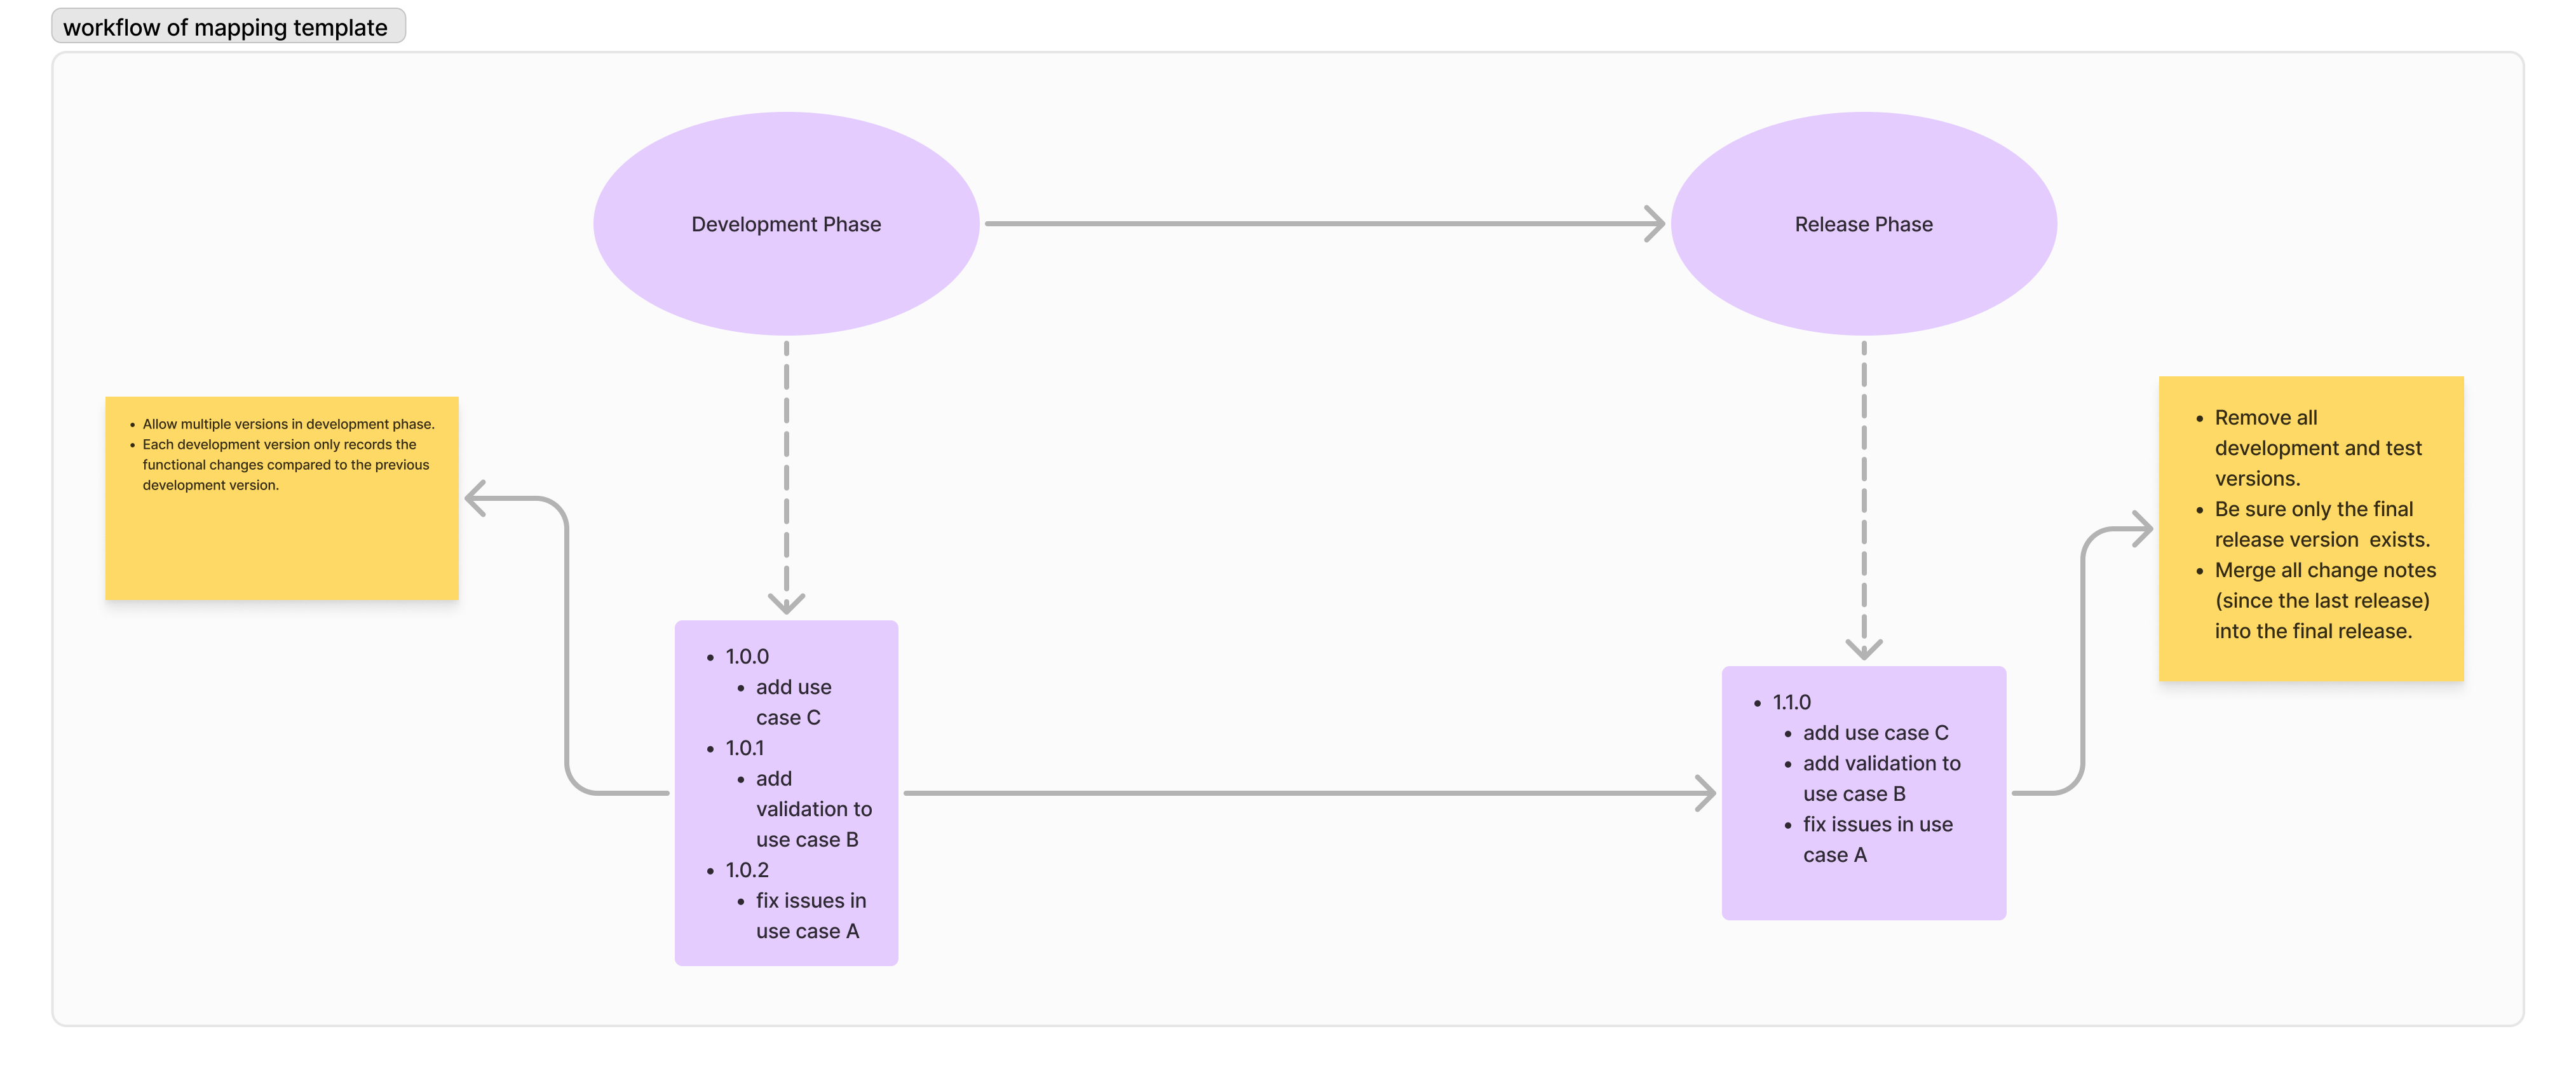 workflow of mapping template
Development Phase
Release Phase
• Allow multiple versions in development phase.
• Each development version only records the
functional changes compared to the previous
development version.
• Remove all
development and test
versions.
• Be sure only the final
release version  exists.
• Merge all change notes
(since the last release)
into the final release.
• 1.0.0
• add use
case C
• 1.0.1
• add
validation to
use case B
• 1.0.2
• fix issues in
use case A
• 1.1.0
• add use case C
• add validation to
use case B
• fix issues in use
case A